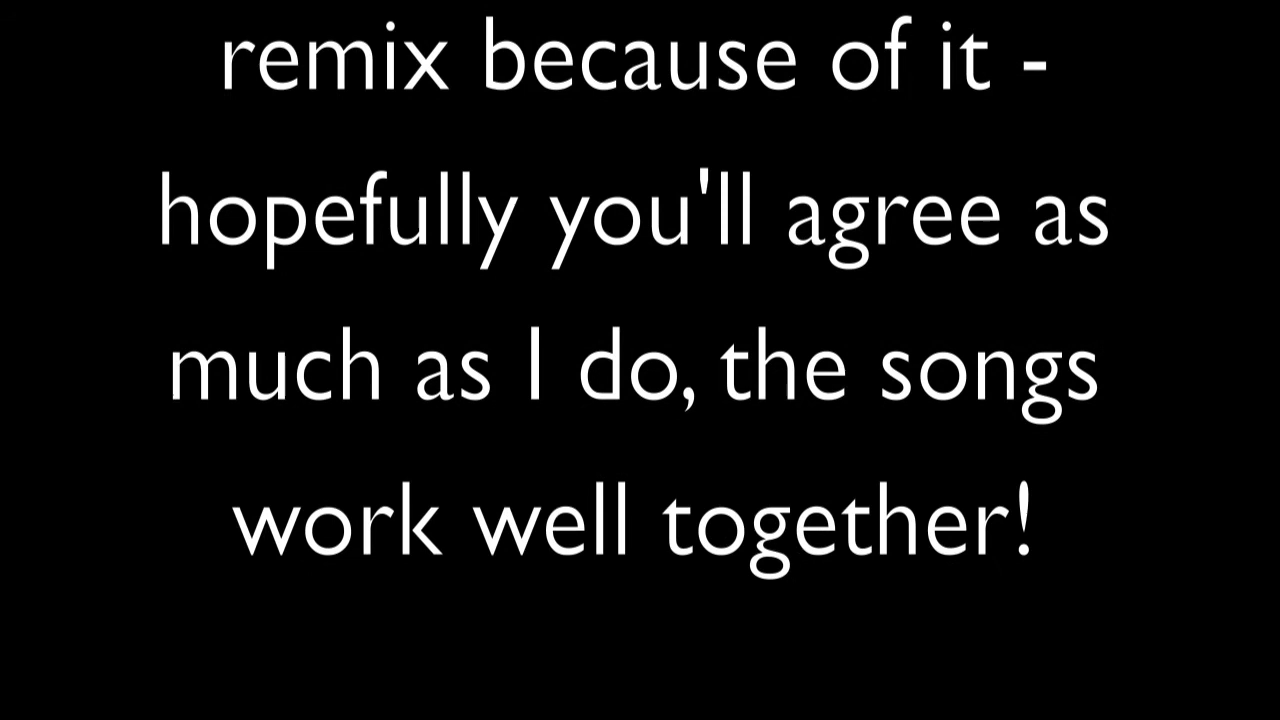 remix because of it -
hopefully you'll agree as
much as I do, the songs
work well together!